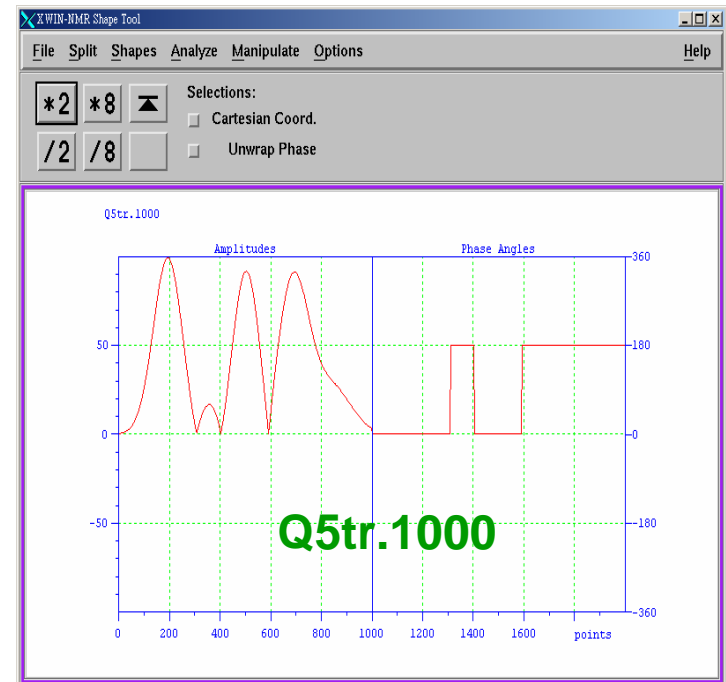 XWIN-NMR Shape Tool
File Split Shapes Analyze Manipulate Options Help
*2 *8
/2 /8
Selections:
Cartesian Coord.
Unwrap Phase
Q5tr.1000
Amplitudes Phase Angles
360
50 180
0 0
-50 -180
-360
Q5tr.1000
0 200 400 600 800 1000 1200 1400 1600 points